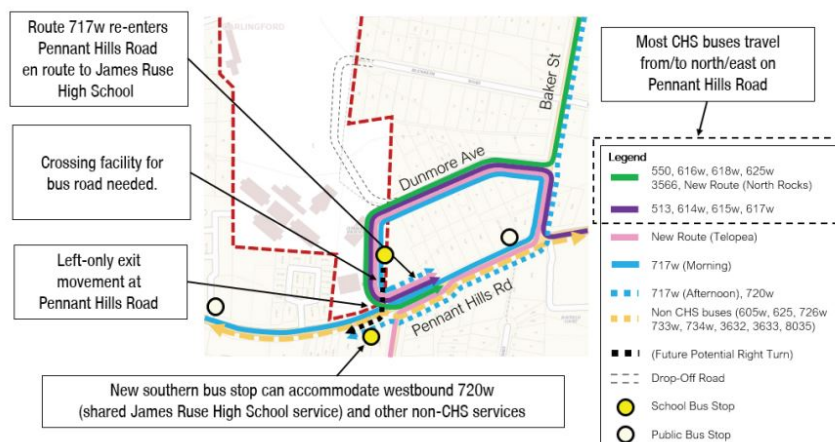 Route 717w re-enters
Pennant Hills Road
en route to James Ruse
High School
Crossing facility for
bus road needed.
Left-only exit
movement at
Pennant Hills Road
New southern bus stop can accommodate westbound 720w
(shared James Ruse High School service) and other non-CHS services
Dunmore Ave
Baker St
Pennant Hills Rd
Most CHS buses travel
from/to north/east on
Pennant Hills Road
Legend
550, 616w, 618w, 625w
3566, New Route (North Rocks)
513, 614w, 615w, 617w
New Route (Telopea)
717w (Morning)
717w (Afternoon), 720w
Non CHS buses (605w, 625, 726w
733w, 734w, 3632, 3633, 8035)
(Future Potential Right Turn)
Drop-Off Road
School Bus Stop
Public Bus Stop